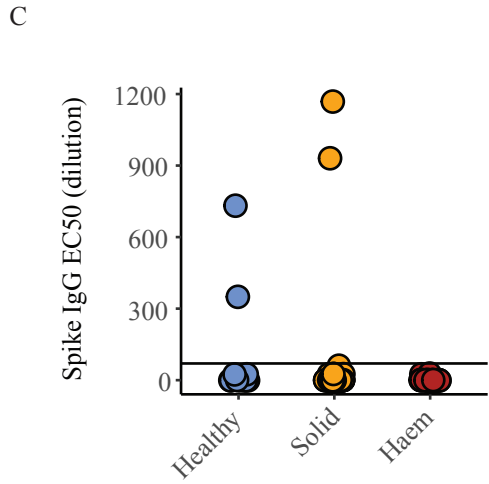 C
Spike IgG EC50 (dilution)
1200
900
600
300
0
Healthy
Solid
Haem